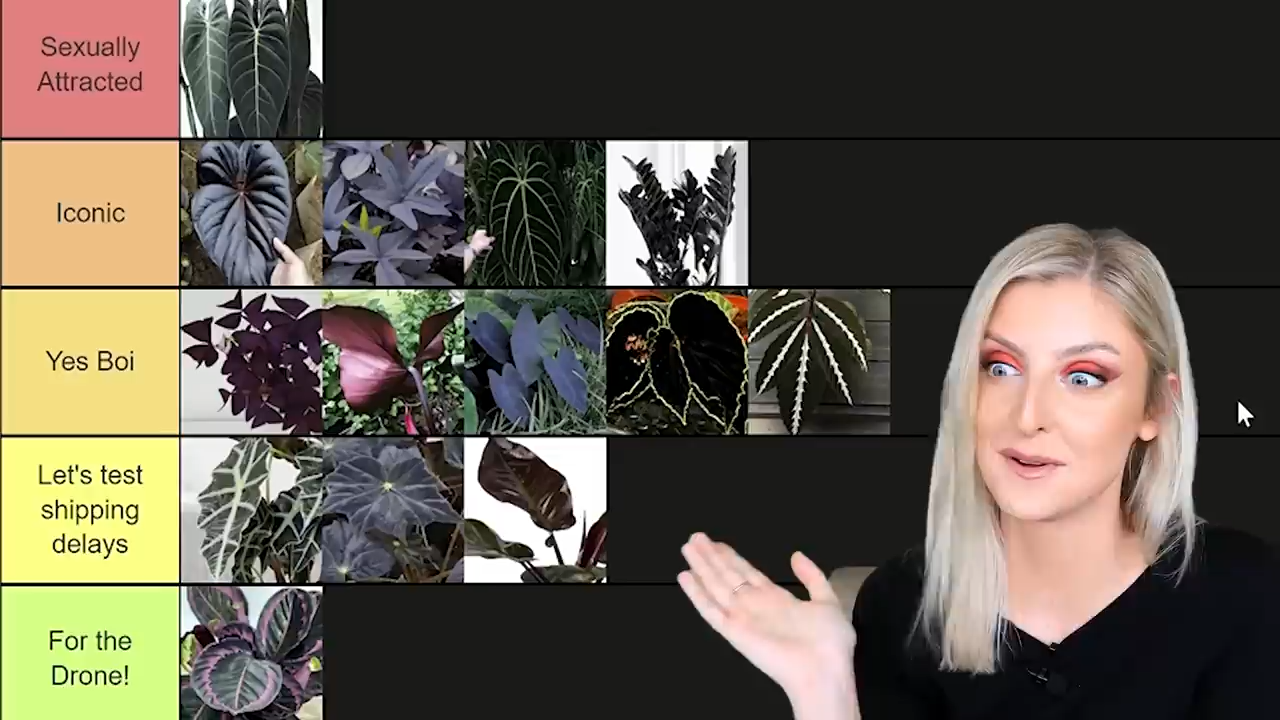 Sexually
Attracted
Iconic
Yes Boi
Let's test
shipping
delays
For the
Drone!